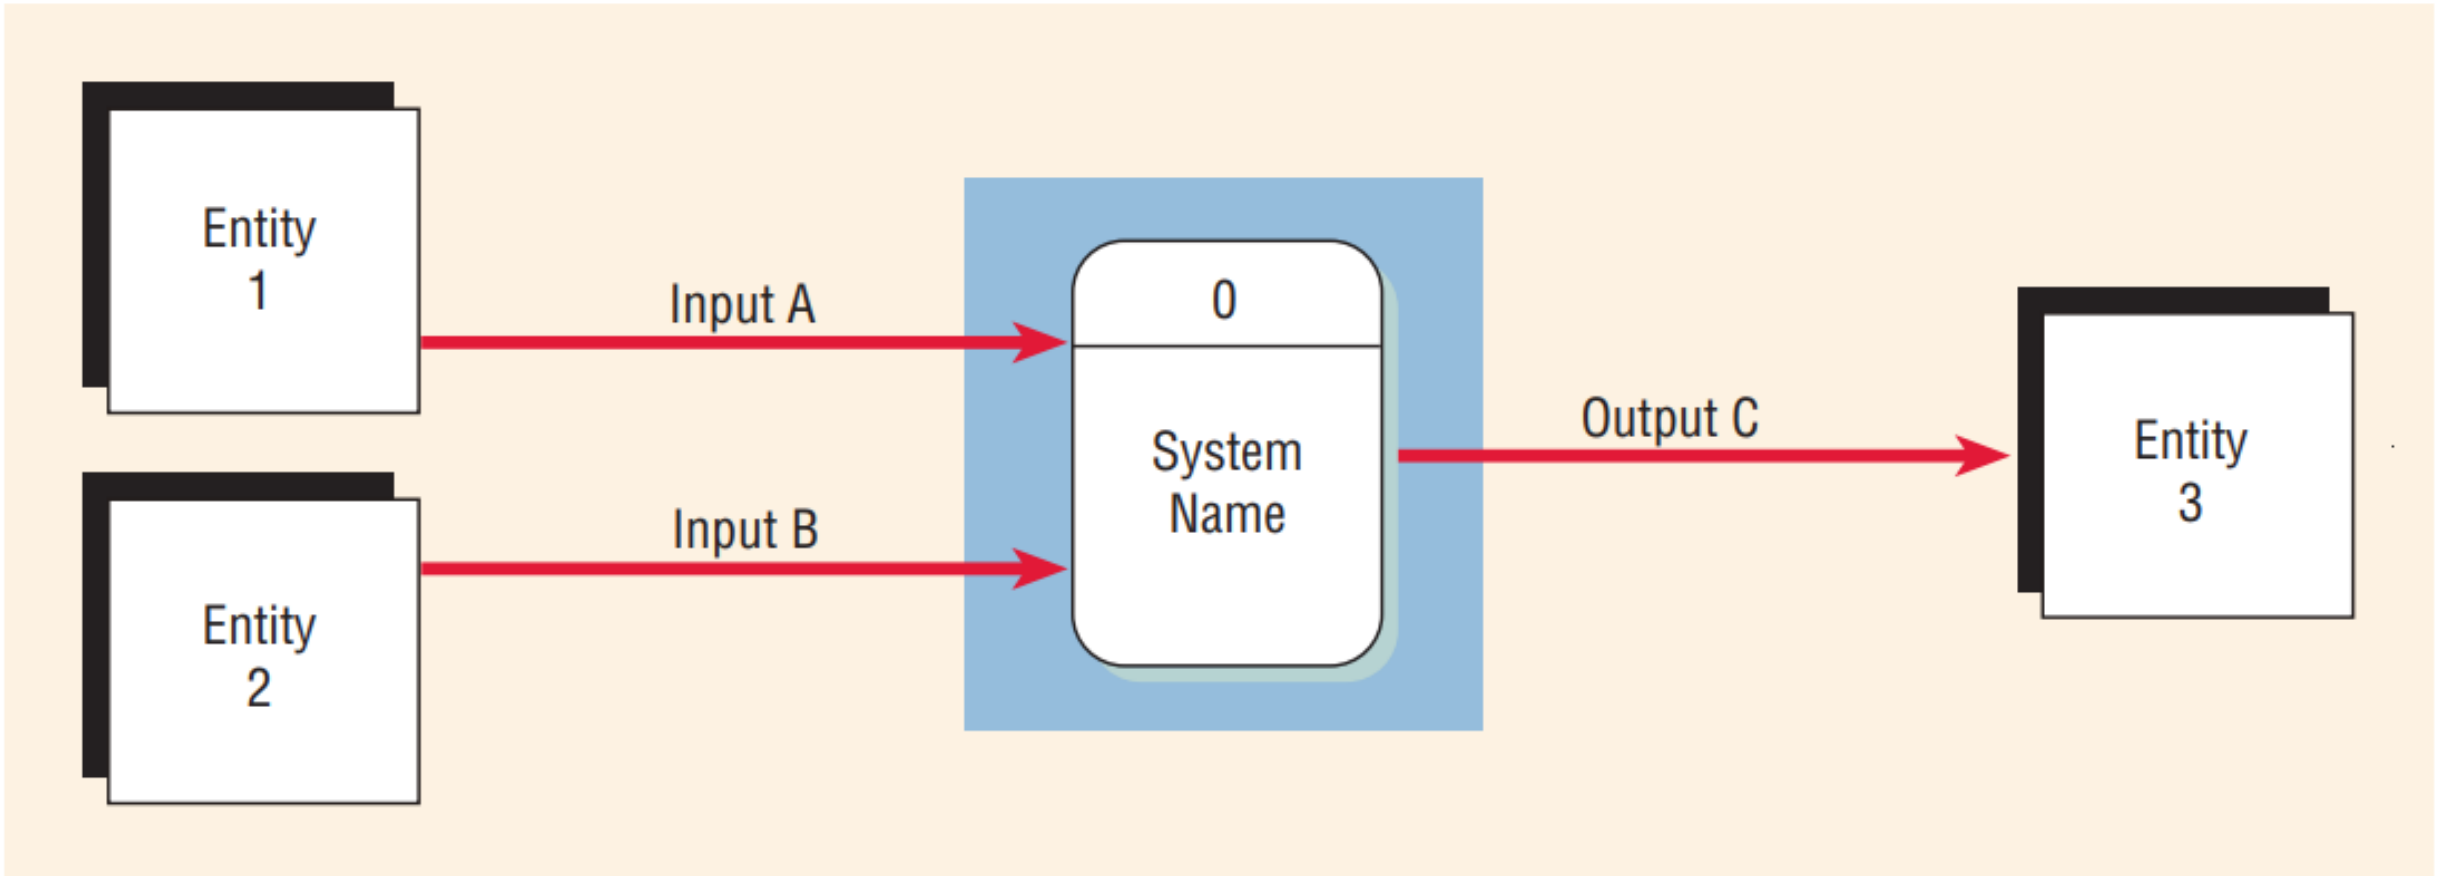 Entity
1
Input A
0
System
Name
Output C
Entity
3
Input B
Entity
2